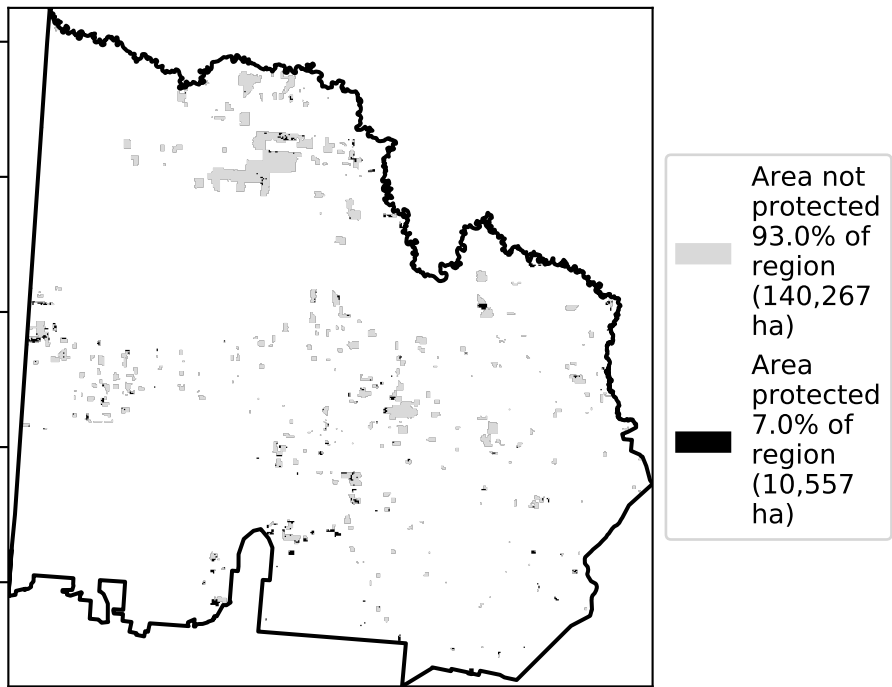 Area not
protected
93.0% of
region
(140,267
ha)
Area
protected
7.0% of
region
(10,557
ha)